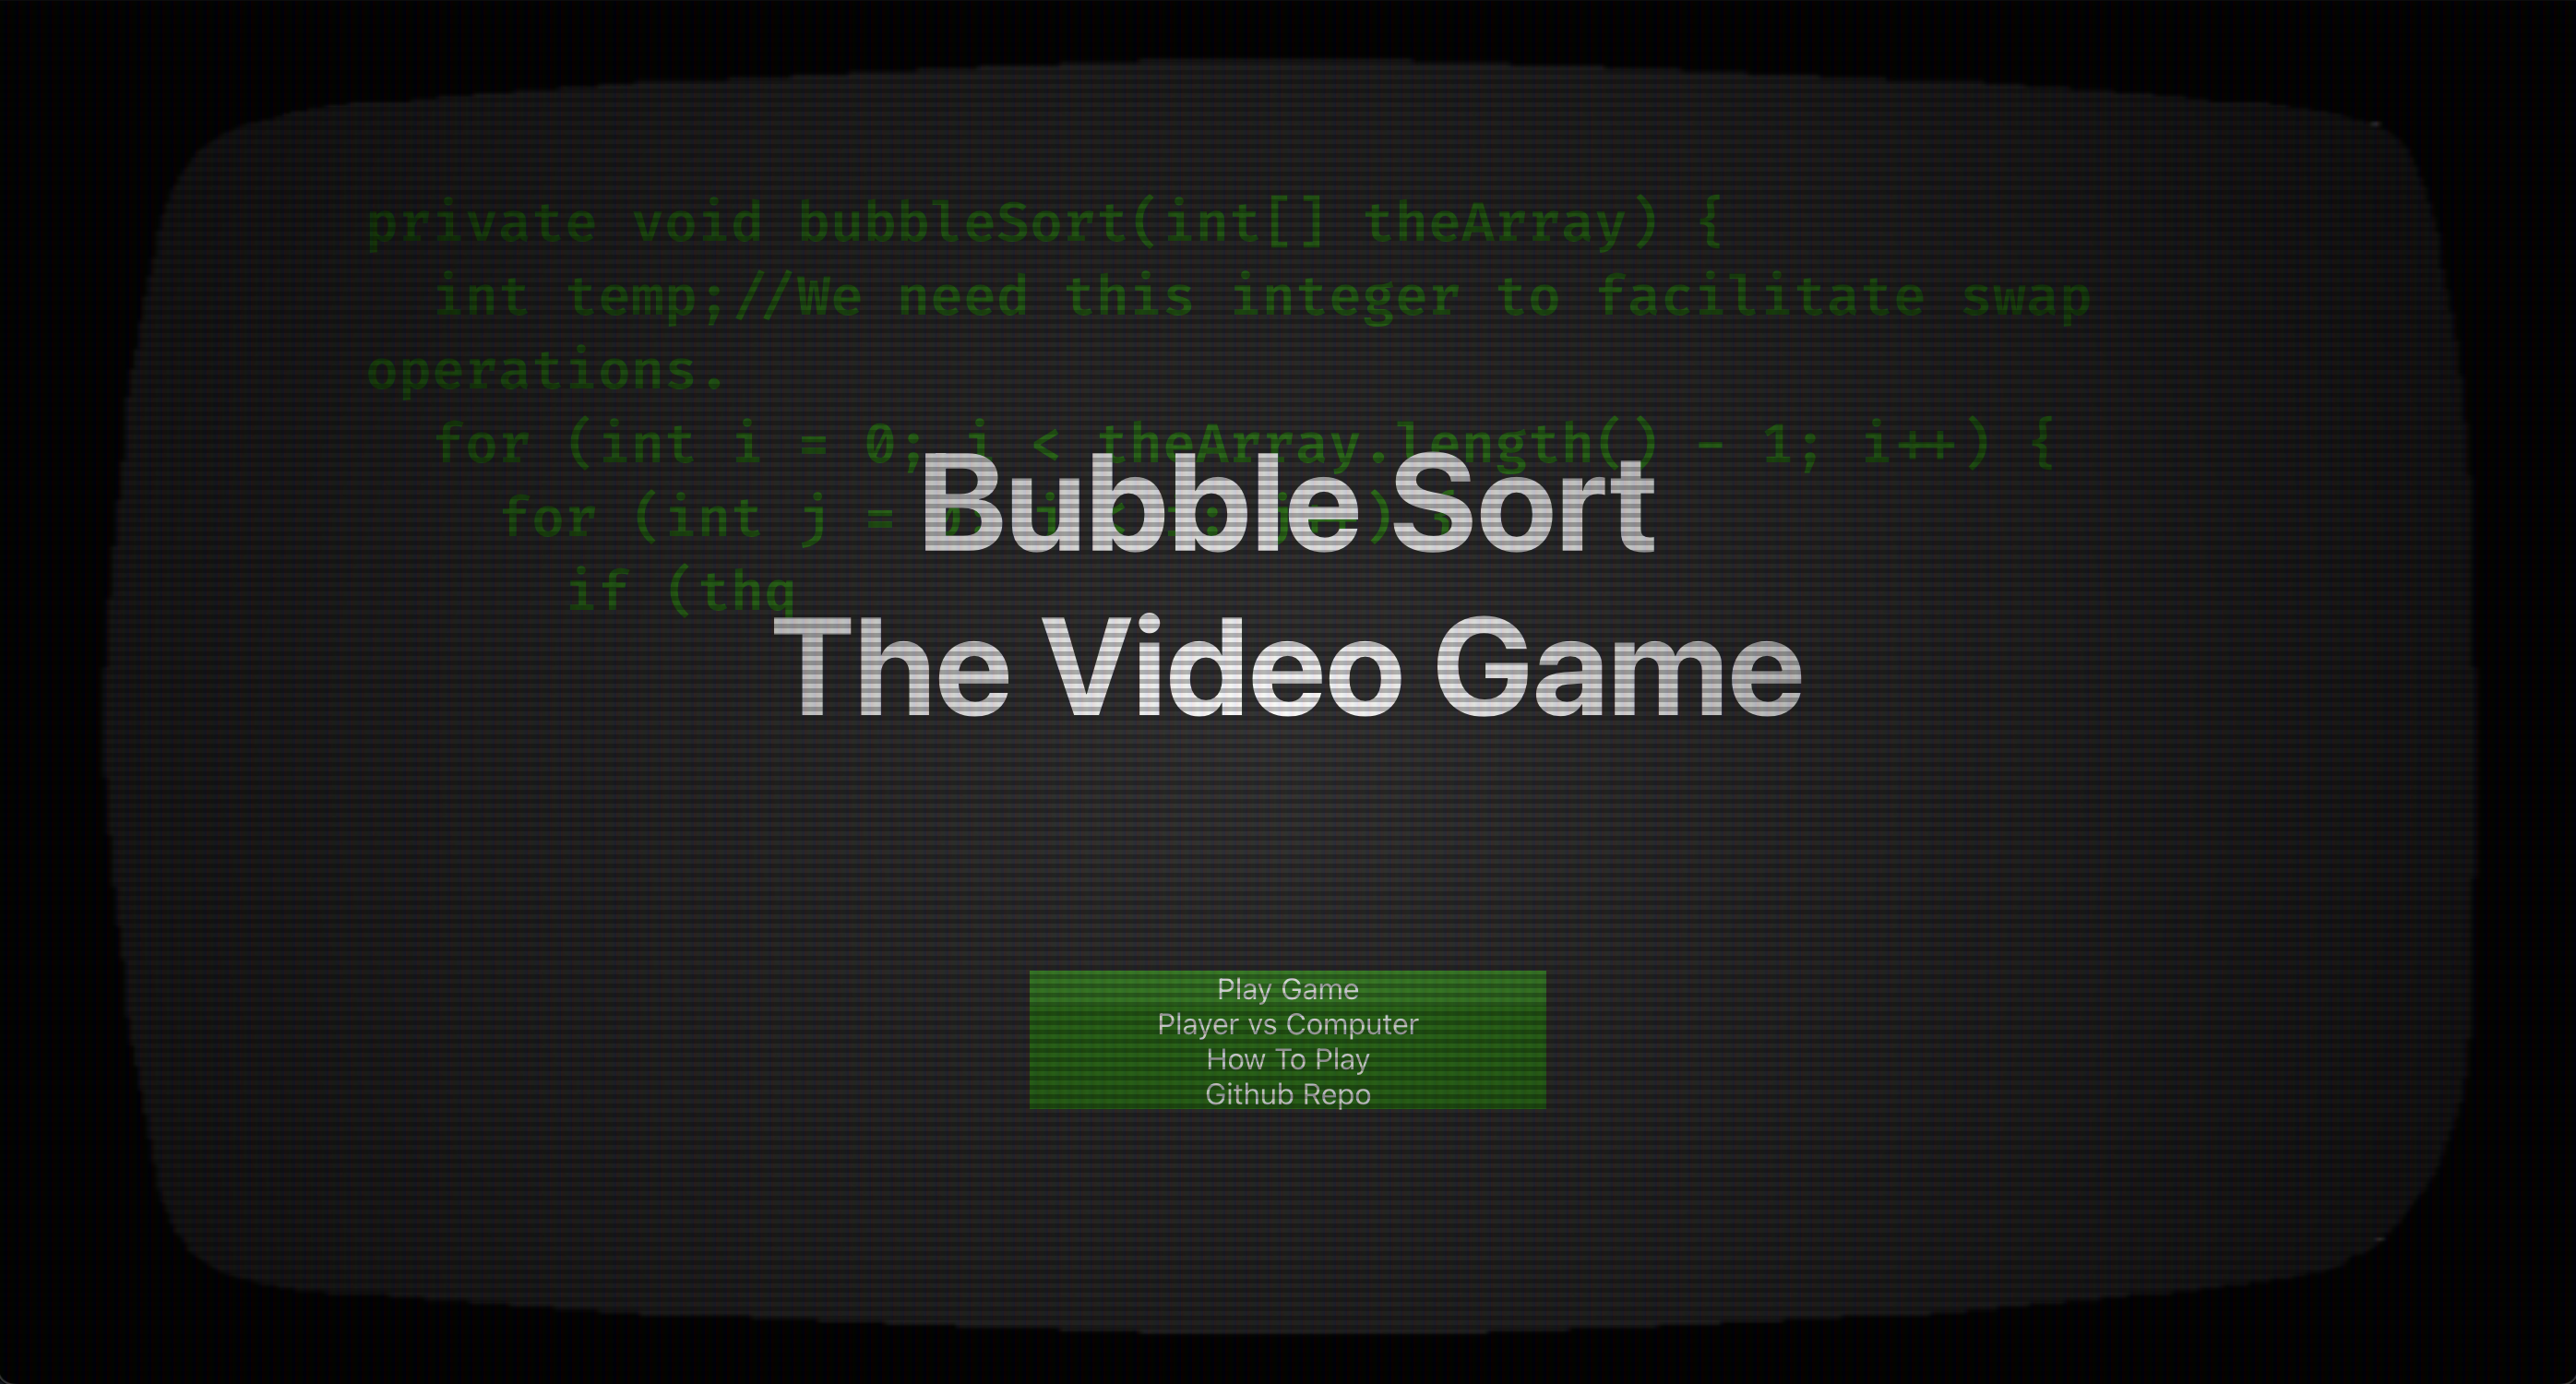 private void bubbleSort(int[] theArray) {
int temp;//We need this integer to facilitate swap
operations.
for (int i = 0; i < theArray.length() - 1; i++) {
for (int j =
if (thq
Bubble Sort
The Video Game
Play Game
Player vs Computer
How To Play
Github Repo